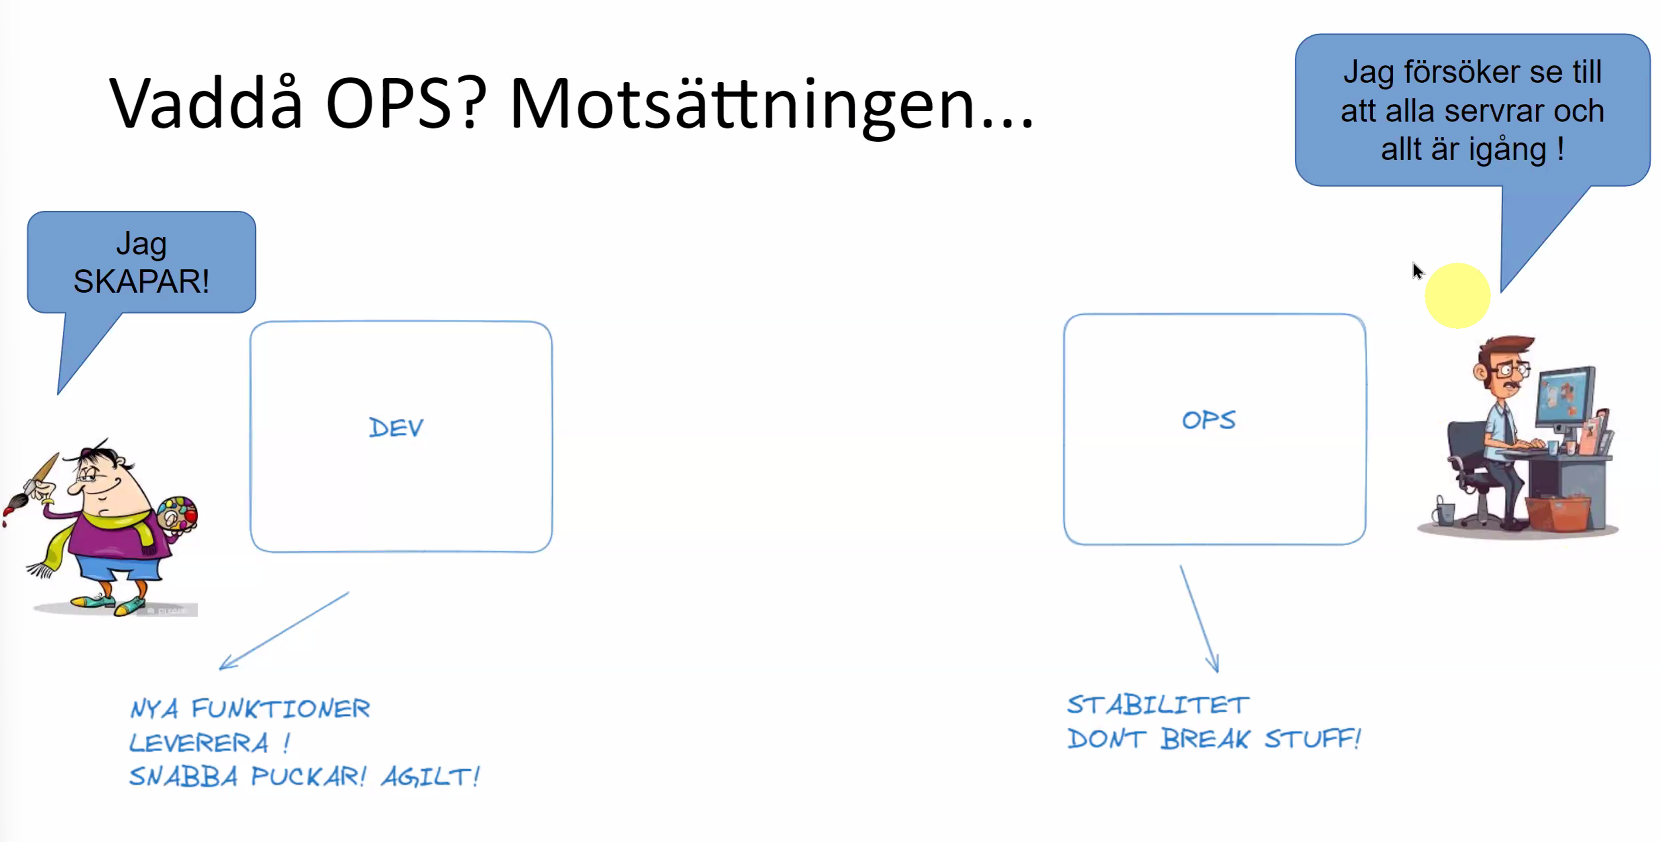 Vaddå OPS? Motsättningen...
Jag försöker se till
att alla servrar och
allt är igång !
Jag
SKAPAR!
DEV
OPS
NYA FUNKTIONER
LEVERERA !
SNABBA PUCKAR! AGILT!
STABILITET
DONT BREAK STUFF!